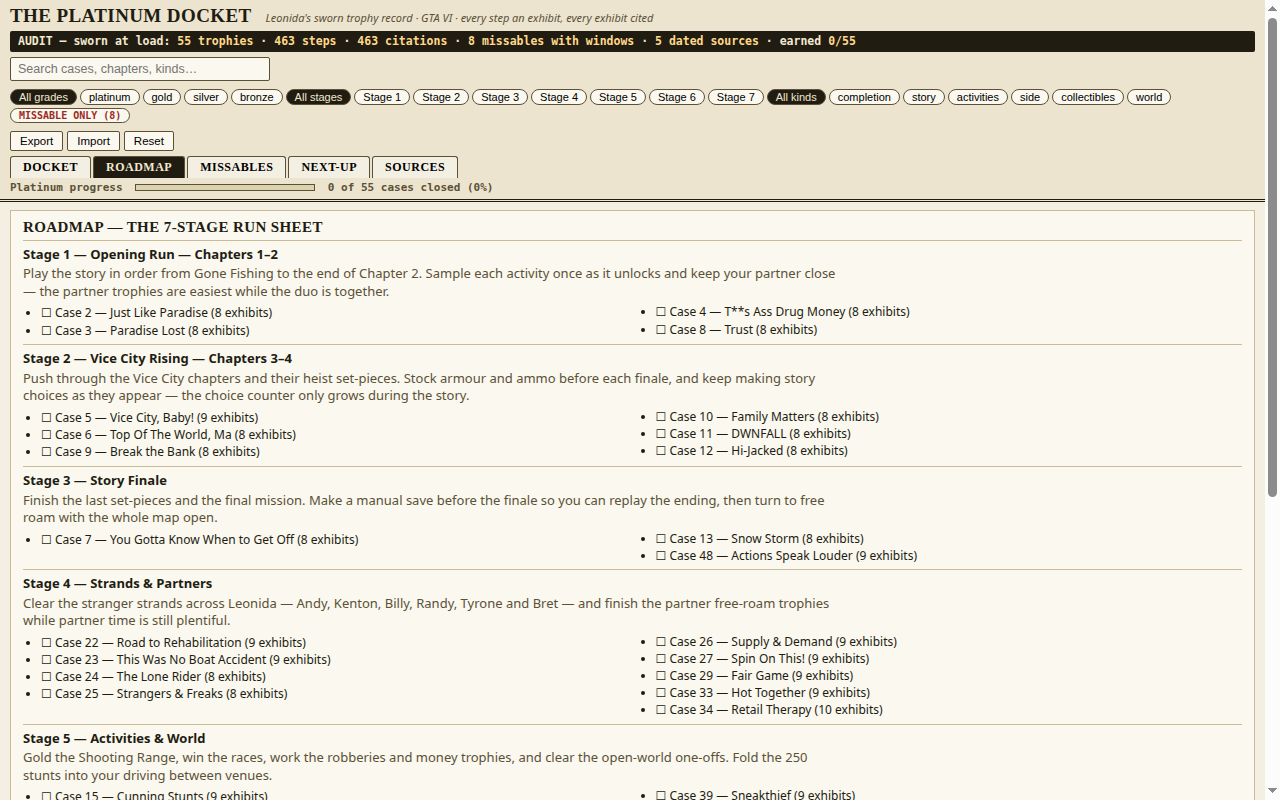 THE PLATINUM DOCKET Leonida's sworn trophy record · GTA VI · every step an exhibit, every exhibit cited
AUDIT — sworn at load: 55 trophies · 463 steps · 463 citations · 8 missables with windows · 5 dated sources · earned 0/55
Search cases, chapters, kinds…
All grades platinum gold silver bronze All stages Stage 1 Stage 2 Stage 3 Stage 4 Stage 5 Stage 6 Stage 7 All kinds completion story activities side collectibles world
MISSABLE ONLY (8)
Export Import Reset
DOCKET ROADMAP MISSABLES NEXT-UP SOURCES
Platinum progress 0 of 55 cases closed (0%)
ROADMAP — THE 7-STAGE RUN SHEET
Stage 1 — Opening Run — Chapters 1–2
Play the story in order from Gone Fishing to the end of Chapter 2. Sample each activity once as it unlocks and keep your partner close
— the partner trophies are easiest while the duo is together.
• ☐ Case 2 — Just Like Paradise (8 exhibits)
• ☐ Case 3 — Paradise Lost (8 exhibits)
• ☐ Case 4 — T**s Ass Drug Money (8 exhibits)
• ☐ Case 8 — Trust (8 exhibits)
Stage 2 — Vice City Rising — Chapters 3–4
Push through the Vice City chapters and their heist set-pieces. Stock armour and ammo before each finale, and keep making story
choices as they appear — the choice counter only grows during the story.
• ☐ Case 5 — Vice City, Baby! (9 exhibits)
• ☐ Case 6 — Top Of The World, Ma (8 exhibits)
• ☐ Case 9 — Break the Bank (8 exhibits)
• ☐ Case 10 — Family Matters (8 exhibits)
• ☐ Case 11 — DWNFALL (8 exhibits)
• ☐ Case 12 — Hi-Jacked (8 exhibits)
Stage 3 — Story Finale
Finish the last set-pieces and the final mission. Make a manual save before the finale so you can replay the ending, then turn to free
roam with the whole map open.
• ☐ Case 7 — You Gotta Know When to Get Off (8 exhibits)
• ☐ Case 13 — Snow Storm (8 exhibits)
• ☐ Case 48 — Actions Speak Louder (9 exhibits)
Stage 4 — Strands & Partners
Clear the stranger strands across Leonida — Andy, Kenton, Billy, Randy, Tyrone and Bret — and finish the partner free-roam trophies
while partner time is still plentiful.
• ☐ Case 22 — Road to Rehabilitation (9 exhibits)
• ☐ Case 23 — This Was No Boat Accident (9 exhibits)
• ☐ Case 24 — The Lone Rider (8 exhibits)
• ☐ Case 25 — Strangers & Freaks (8 exhibits)
• ☐ Case 26 — Supply & Demand (9 exhibits)
• ☐ Case 27 — Spin On This! (9 exhibits)
• ☐ Case 29 — Fair Game (9 exhibits)
• ☐ Case 33 — Hot Together (9 exhibits)
• ☐ Case 34 — Retail Therapy (10 exhibits)
Stage 5 — Activities & World
Gold the Shooting Range, win the races, work the robberies and money trophies, and clear the open-world one-offs. Fold the 250
stunts into your driving between venues.
• ☐ Case 15 — Cunning Stunts (9 exhibits)
• ☐ Case 39 — Sneakthief (9 exhibits)